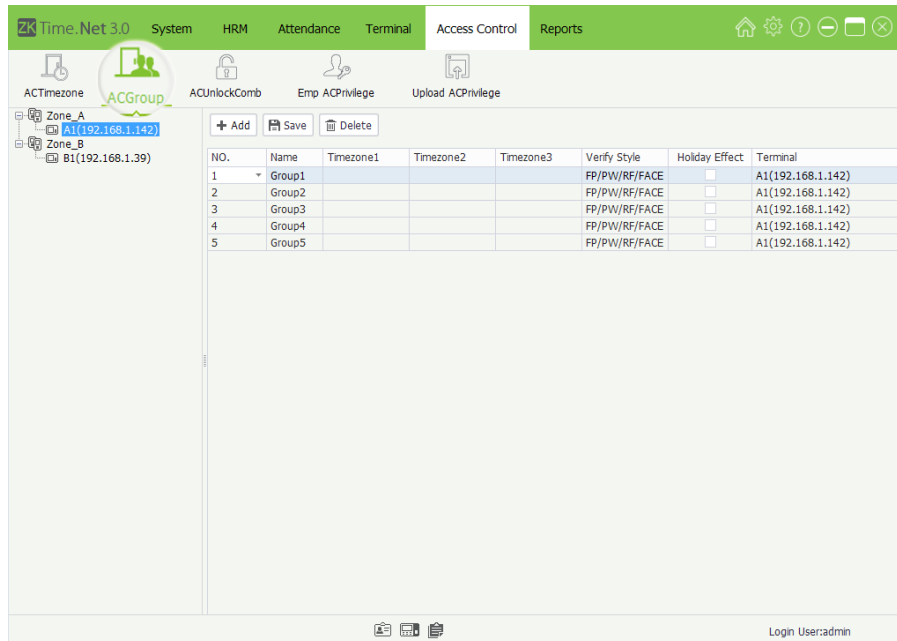 ZK Time.Net 3.0 System HRM Attendance Terminal Access Control Reports
ACTimezone ACGroup ACUnlockComb Emp ACPrivilege Upload ACPrivilege
Zone_A
A1(192.168.1.142)
Zone_B
B1(192.168.1.39)
+ Add Save Delete
NO. Name Timezone1 Timezone2 Timezone3 Verify Style Holiday Effect Terminal
1 Group1 FP/PW/RF/FACE A1(192.168.1.142)
2 Group2 FP/PW/RF/FACE A1(192.168.1.142)
3 Group3 FP/PW/RF/FACE A1(192.168.1.142)
4 Group4 FP/PW/RF/FACE A1(192.168.1.142)
5 Group5 FP/PW/RF/FACE A1(192.168.1.142)
Login User:admin